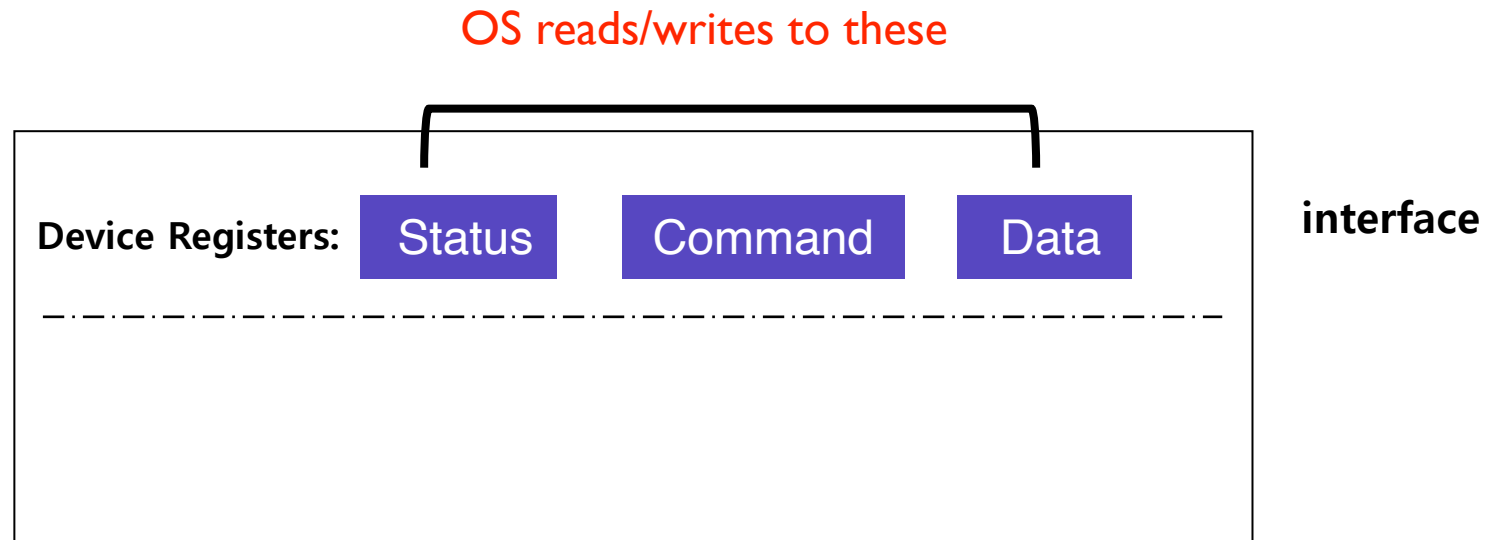 OS reads/writes to these
Device Registers: Status Command Data
interface